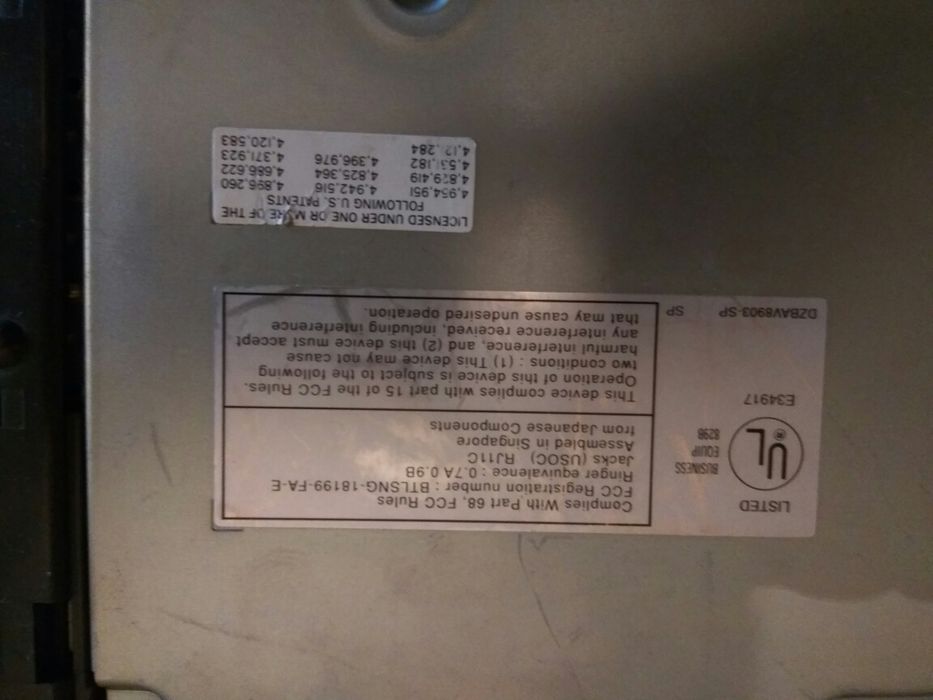 LISTED
UL ®
BUSINESS
EQUIP
829B
E34917
DZBAV8903-SP SP
Complies With Part 68, FCC Rules
FCC Registration number : BTLSNG-18199-FA-E
Ringer equivalence : 0.7A 0.9B
Jacks (USOC) RJ11C
Assembled in Singapore
from Japanese Components
This device complies with part 15 of the FCC Rules.
Operation of this device is subject to the following
two conditions : (1) This device may not cause
harmful interference, and (2) this device must accept
any interference received, including interference
that may cause undesired operation.
LICENSED UNDER ONE OR MORE OF THE
FOLLOWING U.S. PATENTS
4,954,951 4,942,516 4,896,260
4,829,419 4,825,364 4,686,622
4,531,182 4,396,976 4,371,923
4,120,583